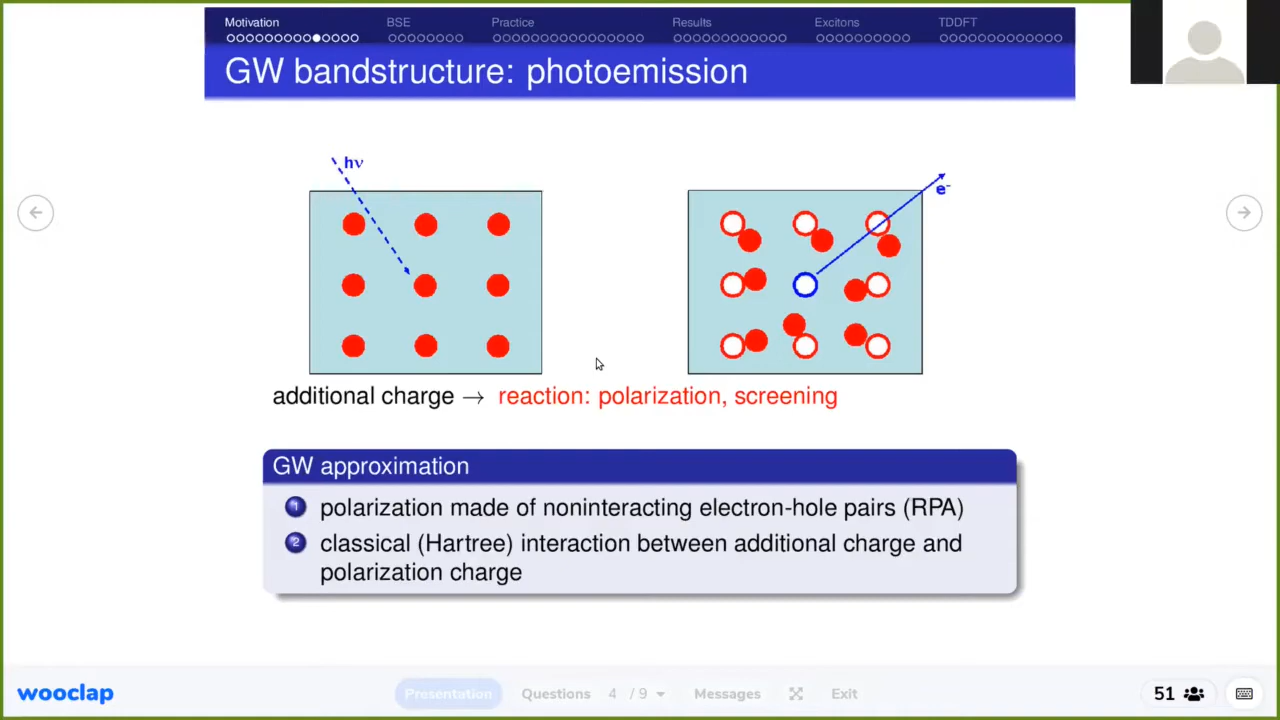 Motivation BSE Practice Results Excitons TDDFT
GW bandstructure: photoemission
hν
e-
additional charge → reaction: polarization, screening
GW approximation
1 polarization made of noninteracting electron-hole pairs (RPA)
2 classical (Hartree) interaction between additional charge and
polarization charge
wooclap Presentation Questions 4 / 9 Messages Exit 51